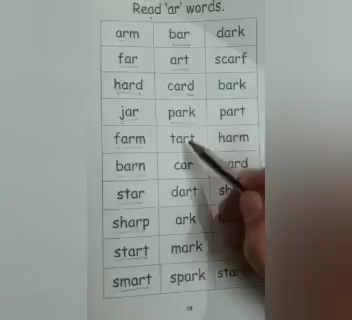 Read 'ar' words.
arm bar dark
far art scarf
hard card bark
jar park part
farm tart harm
barn car
star dart
sharp ark
start mark
smart spark